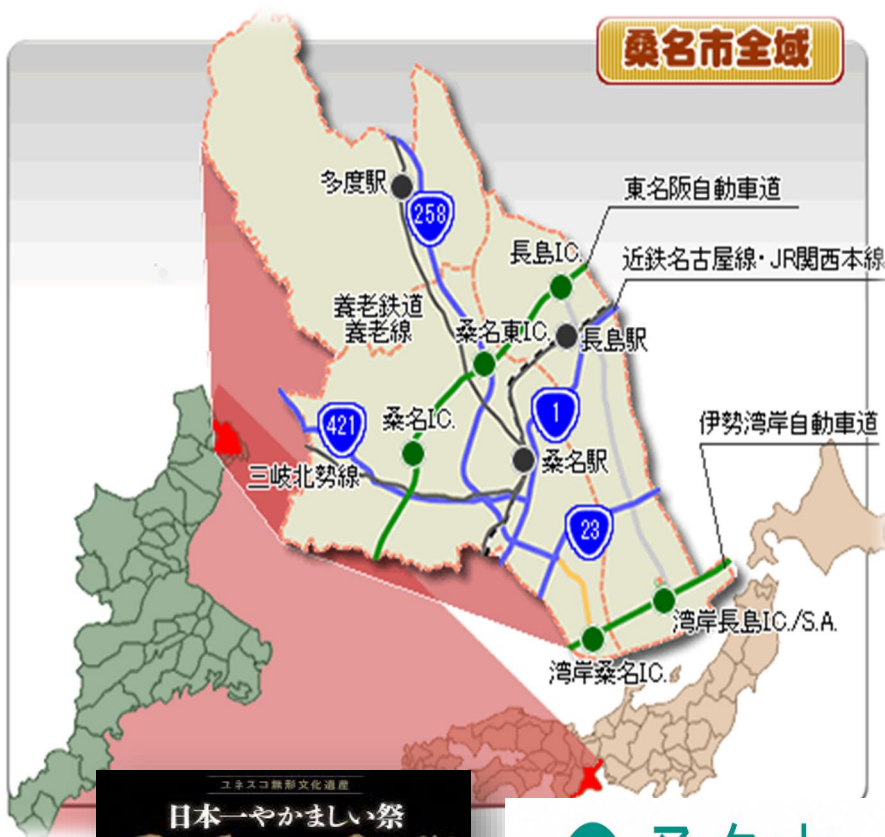 桑名市全域
東名阪自動車道
多度駅
258
長島IC.
近鉄名古屋線・JR関西本線
養老鉄道
養老線
桑名東IC.
長島駅
421
桑名IC.
1
伊勢湾岸自動車道
三岐北勢線
桑名駅
23
湾岸長島IC./S.A.
湾岸桑名IC.
ユネスコ無形文化遺産
日本一やかましい祭